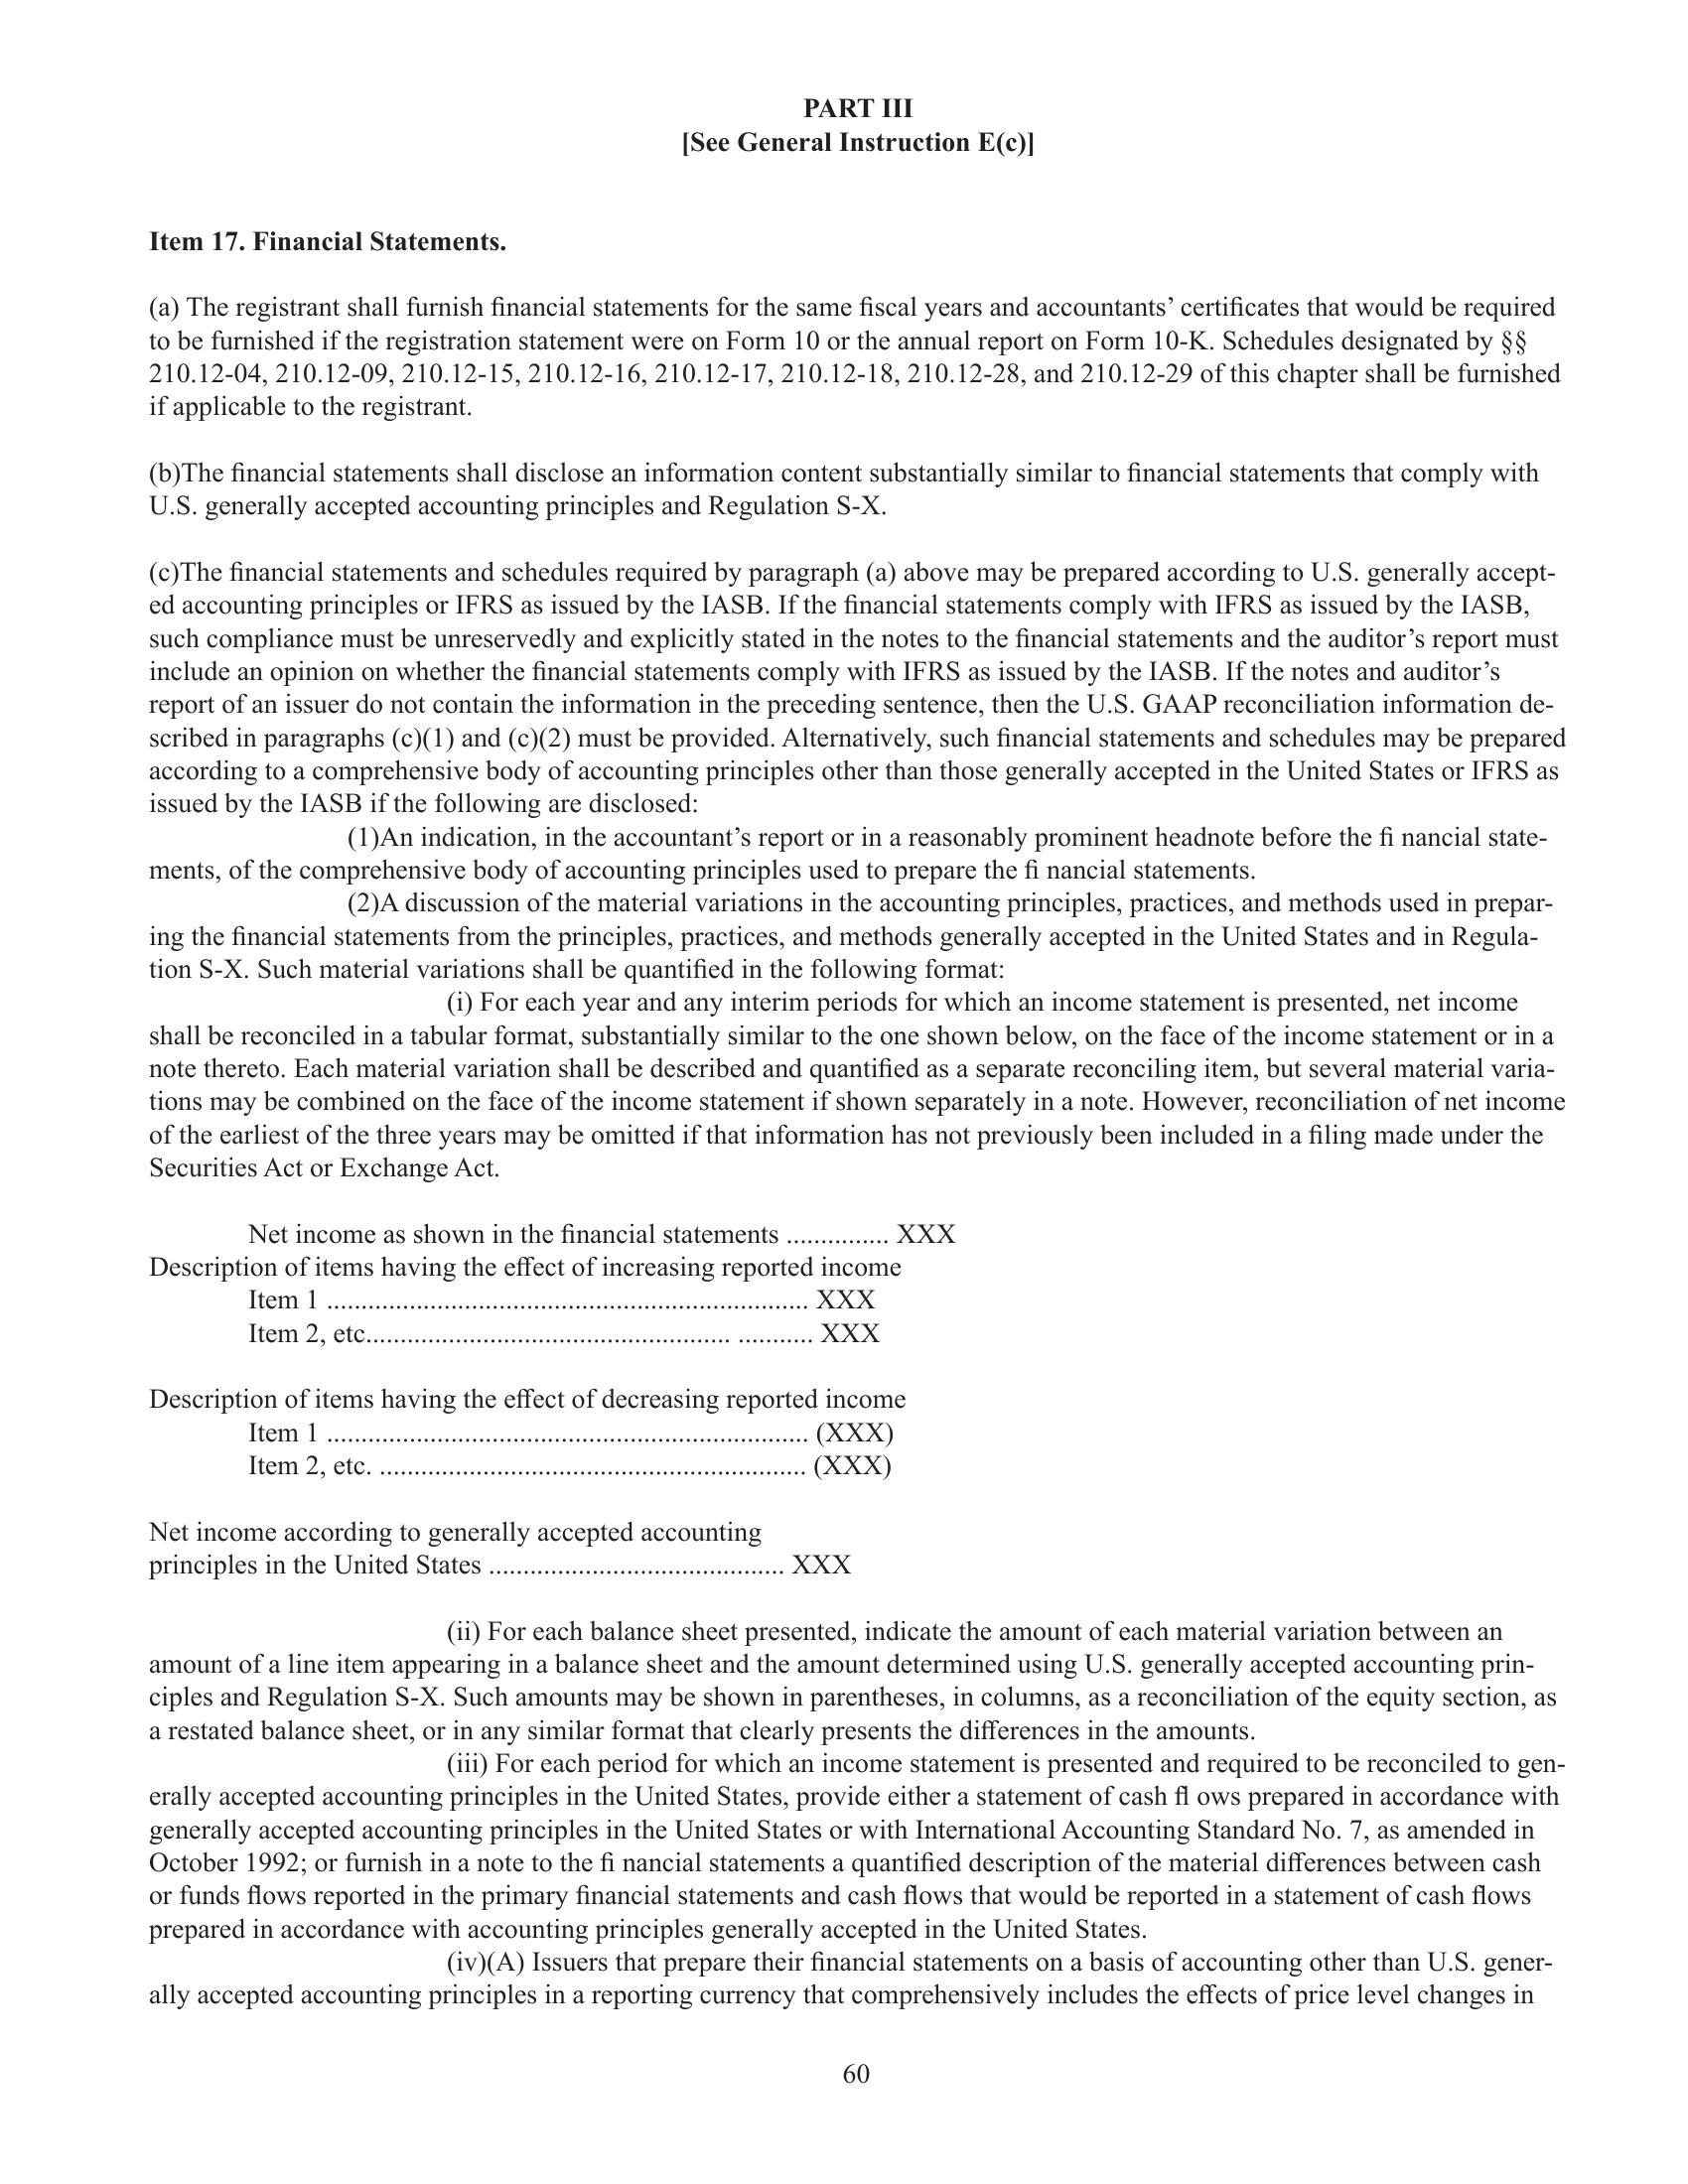 PART III
[See General Instruction E(c)]
Item 17. Financial Statements.
(a) The registrant shall furnish financial statements for the same fiscal years and accountants’ certificates that would be required
to be furnished if the registration statement were on Form 10 or the annual report on Form 10-K. Schedules designated by §§
210.12-04, 210.12-09, 210.12-15, 210.12-16, 210.12-17, 210.12-18, 210.12-28, and 210.12-29 of this chapter shall be furnished
if applicable to the registrant.
(b)The financial statements shall disclose an information content substantially similar to financial statements that comply with
U.S. generally accepted accounting principles and Regulation S-X.
(c)The financial statements and schedules required by paragraph (a) above may be prepared according to U.S. generally accept-
ed accounting principles or IFRS as issued by the IASB. If the financial statements comply with IFRS as issued by the IASB,
such compliance must be unreservedly and explicitly stated in the notes to the financial statements and the auditor’s report must
include an opinion on whether the financial statements comply with IFRS as issued by the IASB. If the notes and auditor’s
report of an issuer do not contain the information in the preceding sentence, then the U.S. GAAP reconciliation information de-
scribed in paragraphs (c)(1) and (c)(2) must be provided. Alternatively, such financial statements and schedules may be prepared
according to a comprehensive body of accounting principles other than those generally accepted in the United States or IFRS as
issued by the IASB if the following are disclosed:
(1)An indication, in the accountant’s report or in a reasonably prominent headnote before the fi nancial state-
ments, of the comprehensive body of accounting principles used to prepare the fi nancial statements.
(2)A discussion of the material variations in the accounting principles, practices, and methods used in prepar-
ing the financial statements from the principles, practices, and methods generally accepted in the United States and in Regula-
tion S-X. Such material variations shall be quantified in the following format:
(i) For each year and any interim periods for which an income statement is presented, net income
shall be reconciled in a tabular format, substantially similar to the one shown below, on the face of the income statement or in a
note thereto. Each material variation shall be described and quantified as a separate reconciling item, but several material varia-
tions may be combined on the face of the income statement if shown separately in a note. However, reconciliation of net income
of the earliest of the three years may be omitted if that information has not previously been included in a filing made under the
Securities Act or Exchange Act.
Net income as shown in the financial statements ............... XXX
Description of items having the effect of increasing reported income
Item 1 ...................................................................... XXX
Item 2, etc..................................................... ........... XXX
Description of items having the effect of decreasing reported income
Item 1 ...................................................................... (XXX)
Item 2, etc. .............................................................. (XXX)
Net income according to generally accepted accounting
principles in the United States ........................................... XXX
(ii) For each balance sheet presented, indicate the amount of each material variation between an
amount of a line item appearing in a balance sheet and the amount determined using U.S. generally accepted accounting prin-
ciples and Regulation S-X. Such amounts may be shown in parentheses, in columns, as a reconciliation of the equity section, as
a restated balance sheet, or in any similar format that clearly presents the differences in the amounts.
(iii) For each period for which an income statement is presented and required to be reconciled to gen-
erally accepted accounting principles in the United States, provide either a statement of cash fl ows prepared in accordance with
generally accepted accounting principles in the United States or with International Accounting Standard No. 7, as amended in
October 1992; or furnish in a note to the fi nancial statements a quantified description of the material differences between cash
or funds flows reported in the primary financial statements and cash flows that would be reported in a statement of cash flows
prepared in accordance with accounting principles generally accepted in the United States.
(iv)(A) Issuers that prepare their financial statements on a basis of accounting other than U.S. gener-
ally accepted accounting principles in a reporting currency that comprehensively includes the effects of price level changes in
60